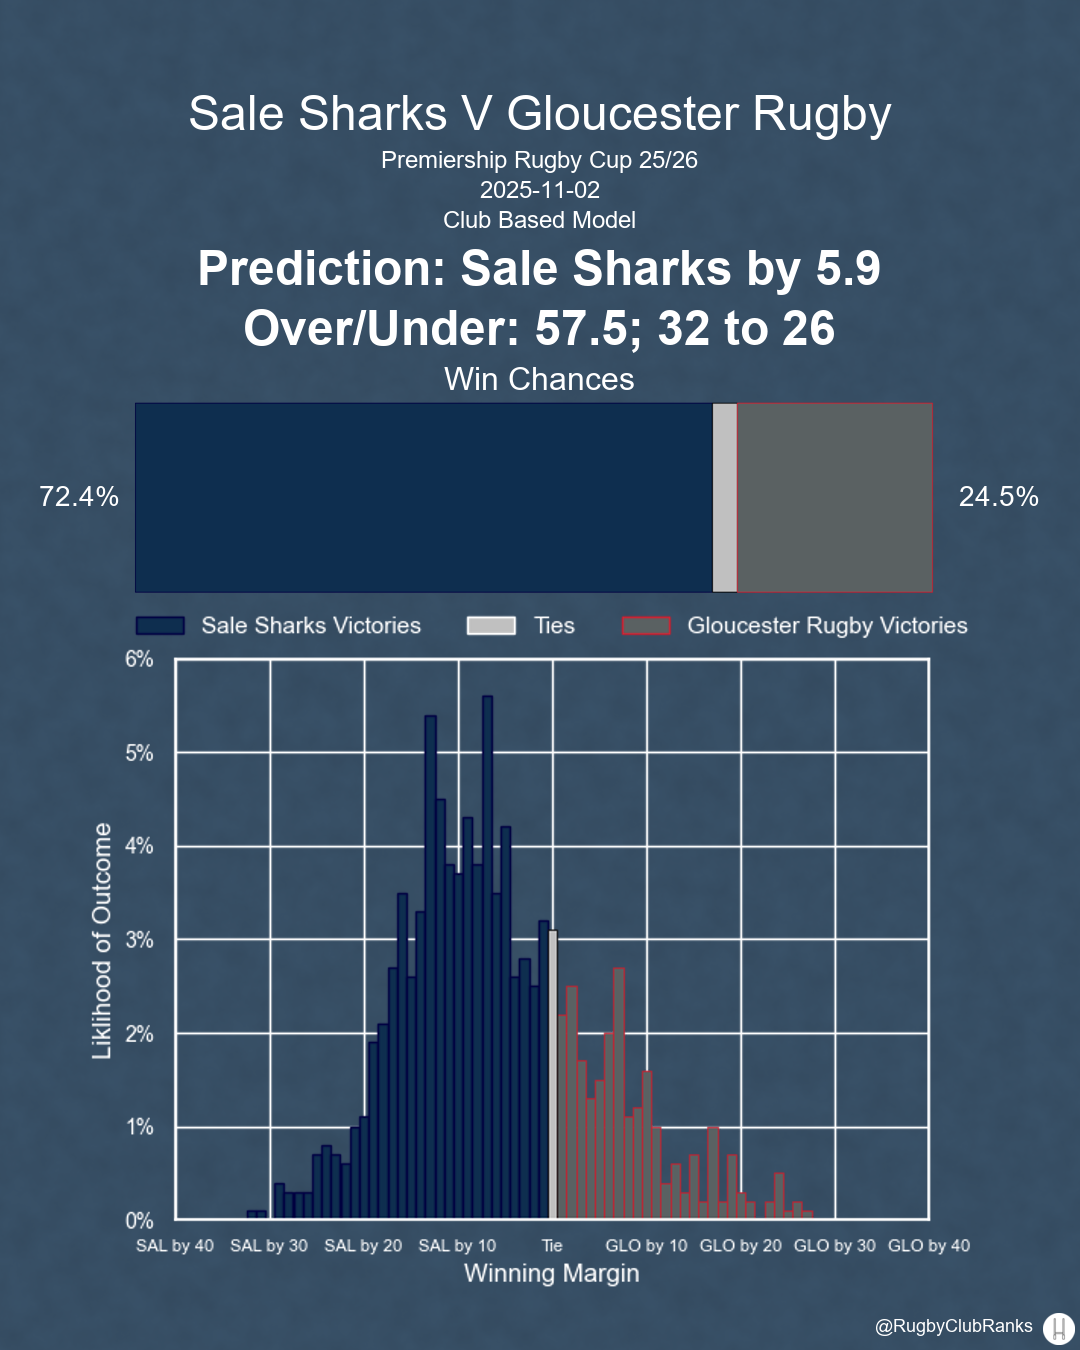 Sale Sharks V Gloucester Rugby
Premiership Rugby Cup 25/26
2025-11-02
Club Based Model
Prediction: Sale Sharks by 5.9
Over/Under: 57.5; 32 to 26
Win Chances
72.4%
24.5%
Sale Sharks Victories
Ties
Gloucester Rugby Victories
6%
5%
4%
3%
2%
1%
0%
Liklihood of Outcome
SAL by 40
SAL by 30
SAL by 20
SAL by 10
Tie
GLO by 10
GLO by 20
GLO by 30
GLO by 40
Winning Margin
@RugbyClubRanks